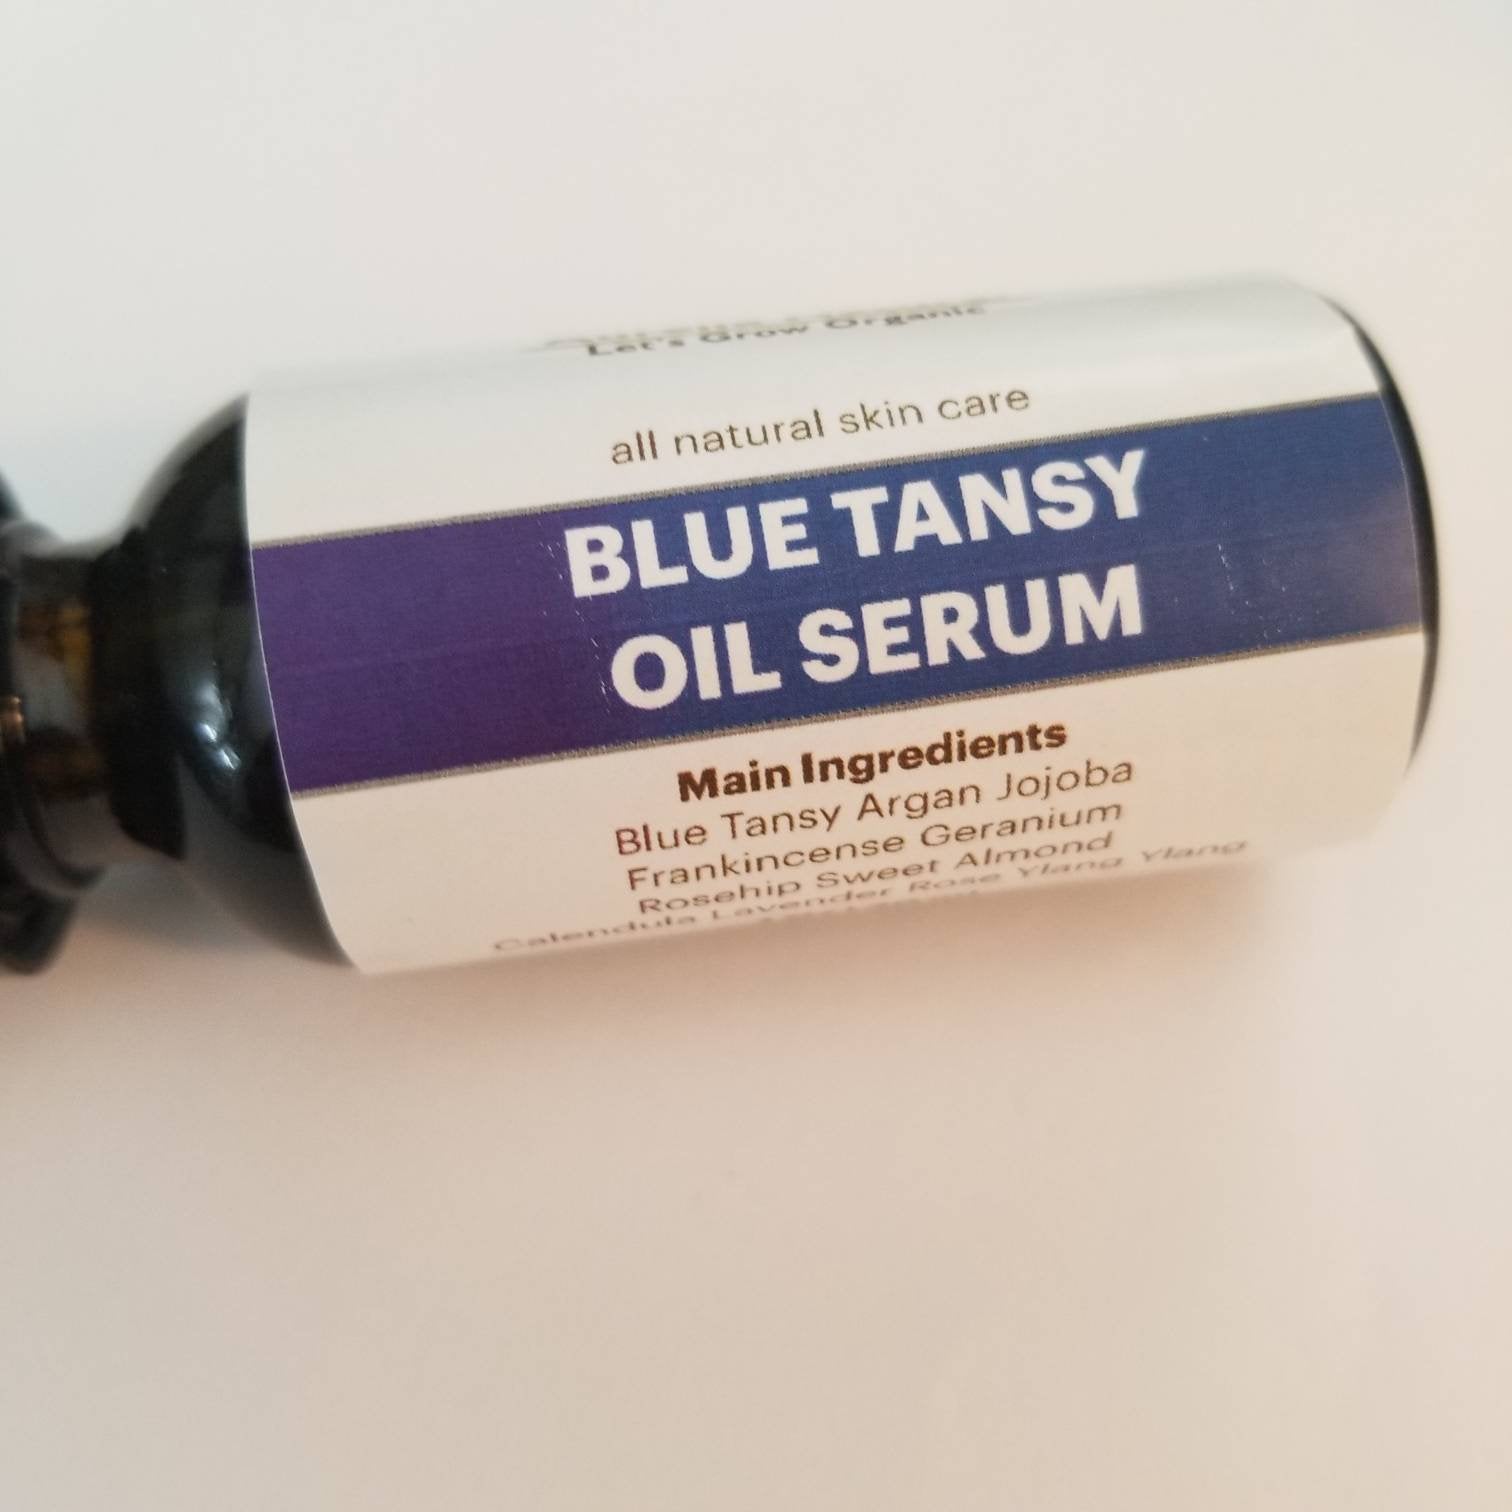 Let's Grow Organic
all natural skin care
BLUE TANSY
OIL SERUM
Main Ingredients
Blue Tansy Argan Jojoba
Frankincense Geranium
Rosehip Sweet Almond
Calendula Lavender Rose Ylang Ylang